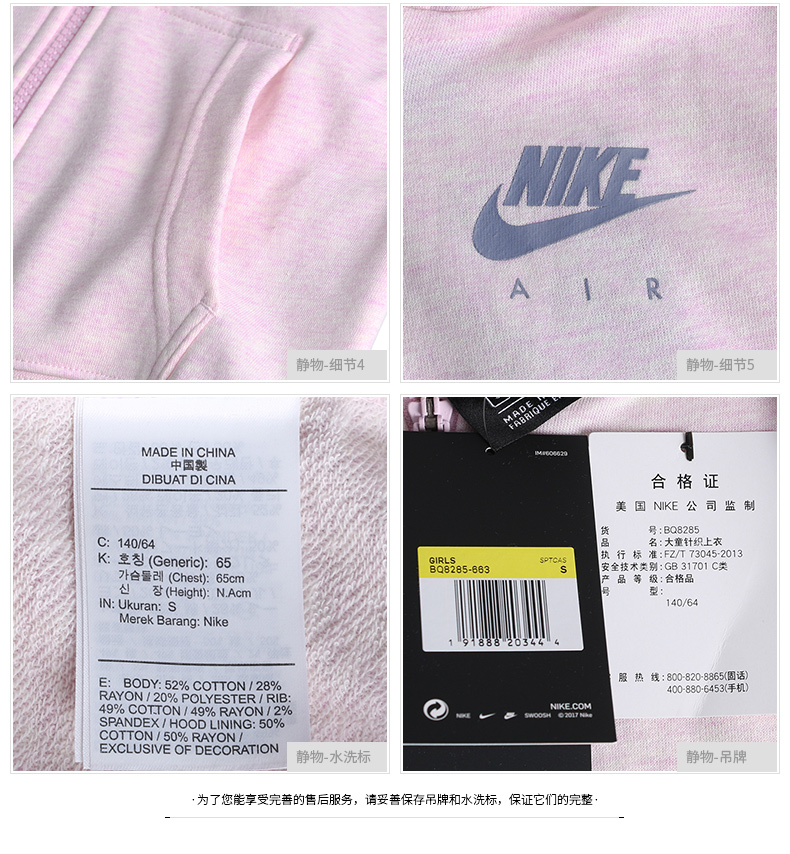 静物-细节4
NIKE
AIR
静物-细节5
MADE IN CHINA
中国製
DIBUAT DI CINA
C: 140/64
K: 호칭 (Generic): 65
가슴둘레 (Chest): 65cm
신 장 (Height): N.Acm
IN: Ukuran: S
Merek Barang: Nike
E: BODY: 52% COTTON / 28%
RAYON / 20% POLYESTER / RIB:
49% COTTON / 49% RAYON / 2%
SPANDEX / HOOD LINING: 50%
COTTON / 50% RAYON /
EXCLUSIVE OF DECORATION
静物-水洗标
MADE IN
FABRIQUE E
IM#606629
GIRLS SPTCAS
BQ8285-663 S
1 91888 20344 4
NIKE.COM
NIKE SWOOSH © 2017 Nike
合格证
美国 NIKE 公司监制
货 号:BQ8285
品 名:大童针织上衣
执行标准:FZ/T 73045-2013
安全技术类别:GB 31701 C类
产品等级:合格品
号 型:
140/64
服热线:800-820-8865(固话)
400-880-6453(手机)
静物-吊牌
·为了您能享受完善的售后服务，请妥善保存吊牌和水洗标，保证它们的完整·